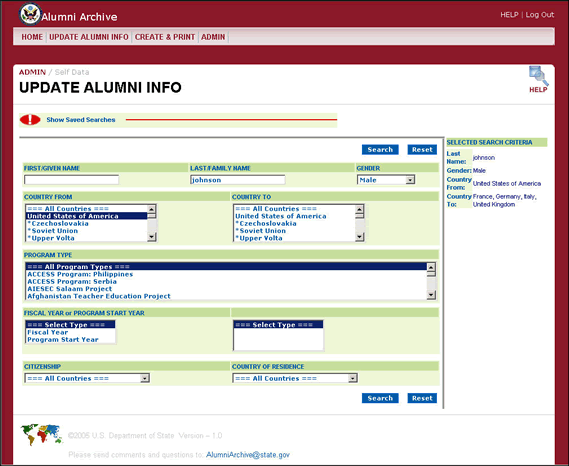 Alumni Archive
HELP | Log Out
HOME | UPDATE ALUMNI INFO | CREATE & PRINT | ADMIN
ADMIN / Self Data
UPDATE ALUMNI INFO
HELP
Show Saved Searches
Search Reset
FIRST/GIVEN NAME LAST/FAMILY NAME GENDER
johnson Male
COUNTRY FROM COUNTRY TO
=== All Countries === === All Countries ===
United States of America United States of America
*Czechoslovakia *Czechoslovakia
*Soviet Union *Soviet Union
*Upper Volta *Upper Volta
PROGRAM TYPE
=== All Program Types ===
ACCESS Program: Philippines
ACCESS Program: Serbia
AIESEC Salaam Project
Afghanistan Teacher Education Project
FISCAL YEAR or PROGRAM START YEAR
=== Select Type === === Select Type ===
Fiscal Year
Program Start Year
CITIZENSHIP COUNTRY OF RESIDENCE
=== All Countries === === All Countries ===
Search Reset
SELECTED SEARCH CRITERIA
Last Name: johnson
Gender: Male
Country From: United States of America
Country To: France, Germany, Italy, United Kingdom
©2005 U.S. Department of State Version – 1.0
Please send comments and questions to: AlumniArchive@state.gov